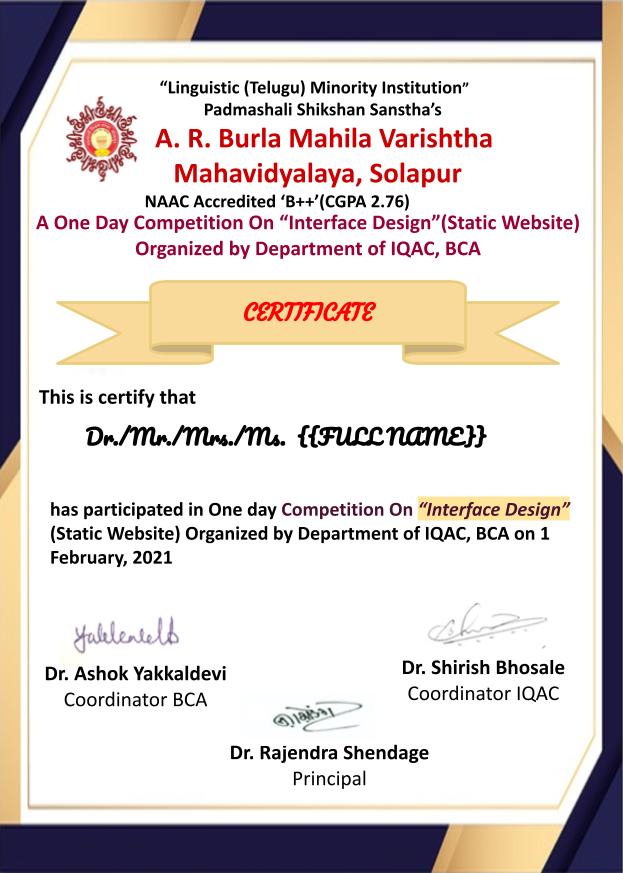 “Linguistic (Telugu) Minority Institution”
Padmashali Shikshan Sanstha’s
A. R. Burla Mahila Varishtha
Mahavidyalaya, Solapur
NAAC Accredited ‘B++’(CGPA 2.76)
A One Day Competition On “Interface Design”(Static Website)
Organized by Department of IQAC, BCA
CERTIFICATE
This is certify that
Dr./Mr./Mrs./Ms. {{FULL NAME}}
has participated in One day Competition On “Interface Design”
(Static Website) Organized by Department of IQAC, BCA on 1
February, 2021
Dr. Ashok Yakkaldevi
Coordinator BCA
Dr. Shirish Bhosale
Coordinator IQAC
Dr. Rajendra Shendage
Principal